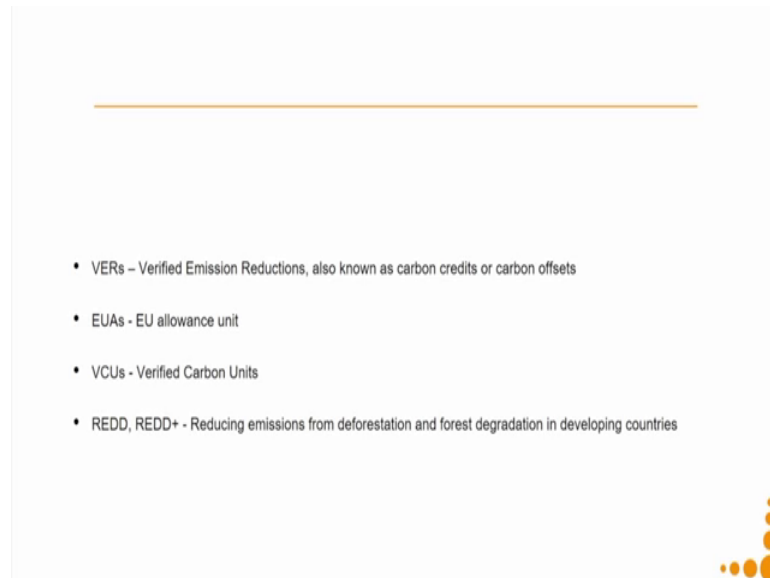 • VERs – Verified Emission Reductions, also known as carbon credits or carbon offsets
• EUAs - EU allowance unit
• VCUs - Verified Carbon Units
• REDD, REDD+ - Reducing emissions from deforestation and forest degradation in developing countries